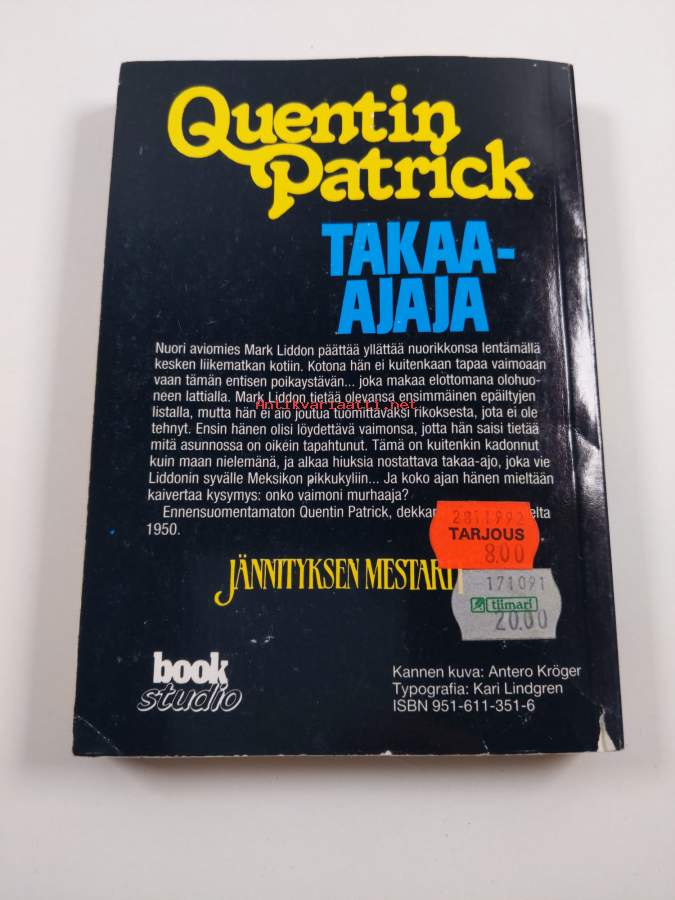 Quentin
Patrick
TAKAA-
AJAJA
Nuori aviomies Mark Liddon päättää yllättää nuorikkonsa lentämällä
kesken liikematkan kotiin. Kotona hän ei kuitenkaan tapaa vaimoaan
vaan tämän entisen poikaystävän... joka makaa elottomana olohuo-
neen lattialla. Mark Liddon tietää olevansa ensimmäinen epäiltyjen
listalla, mutta hän ei aio joutua tuomittavaksi rikoksesta, jota ei ole
Antikvariaatti.net
tehnyt. Ensin hänen olisi löydettävä vaimonsa, jotta hän saisi tietää
mitä asunnossa on oikein tapahtunut. Tämä on kuitenkin kadonnut
kuin maan nielemänä, ja alkaa hiuksia nostattava takaa-ajo, joka vie
Liddonin syvälle Meksikon pikkukyliin... Ja koko ajan hänen mieltään
kaivertaa kysymys: onko vaimoni murhaaja?
Ennensuomentamaton Quentin Patrick,
1950.
2811992
TARJOUS
8.00
JÄNNITYKSEN
171091
tiimari
20.00
book
studio
Kannen kuva: Antero Kröger
Typografia: Kari Lindgren
ISBN 951-611-351-6